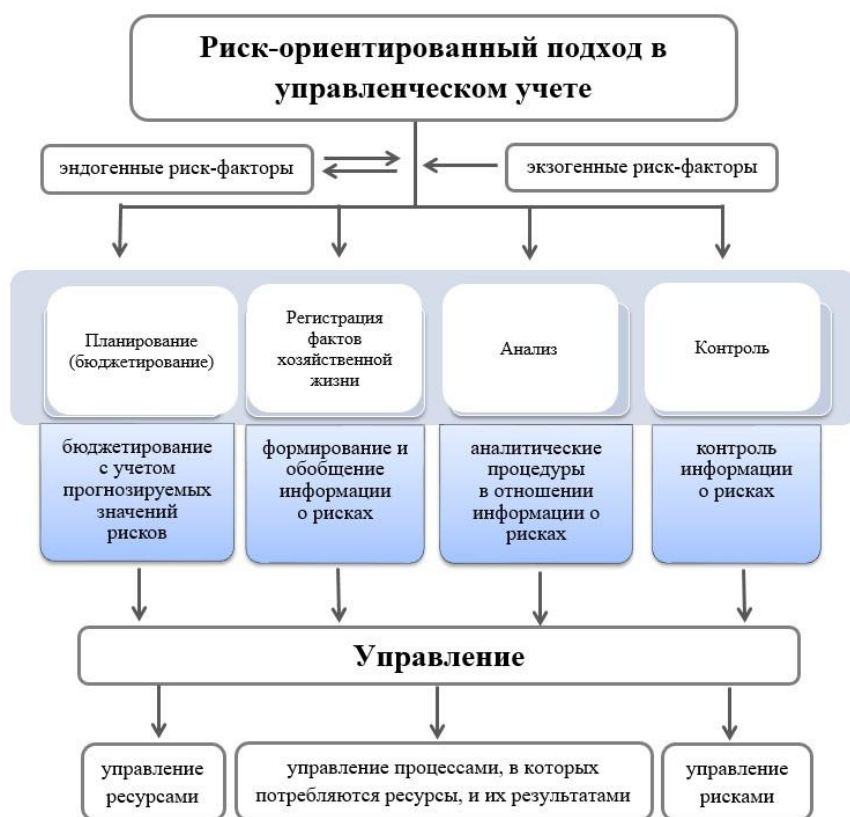 Риск-ориентированный подход в
управленческом учете
эндогенные риск-факторы
экзогенные риск-факторы
Планирование
(бюджетирование)
Регистрация
фактов
хозяйственной
жизни
Анализ
Контроль
бюджетирование
с учетом
прогнозируемых
значений
рисков
формирование и
обобщение
информации
о рисках
аналитические
процедуры
в отношении
информации о
рисках
контроль
информации
о рисках
Управление
управление
ресурсами
управление процессами, в которых
потребляются ресурсы, и их результатами
управление
рисками